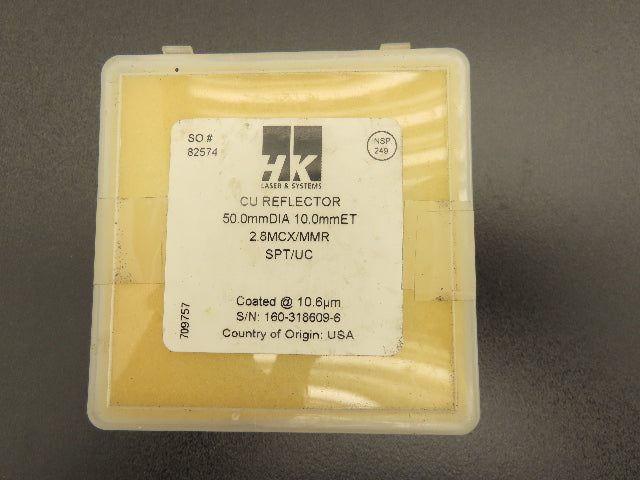 SO #
82574
HK
LASER & SYSTEMS
NSP
249
CU REFLECTOR
50.0mmDIA 10.0mmET
2.8MCX/MMR
SPT/UC
Coated @ 10.6µm
S/N: 160-318609-6
Country of Origin: USA
709757